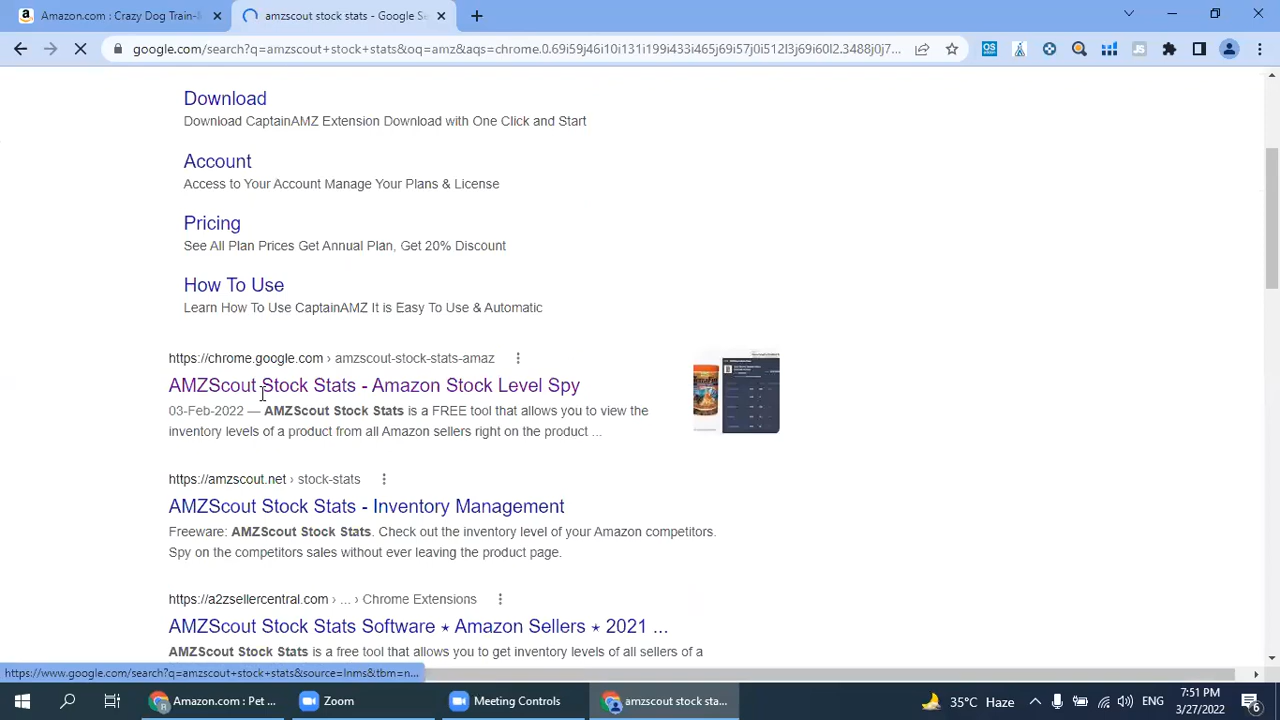 Amazon.com : Crazy Dog Train-
amzscout stock stats - Google Se
google.com/search?q=amzscout+stock+stats&oq=amz&aqs=chrome.0.69i59j46i10i131i199i433i465j69i57j0i512l3j69i60l2.3488j0j7...
OS
JS
Download
Download CaptainAMZ Extension Download with One Click and Start
Account
Access to Your Account Manage Your Plans & License
Pricing
See All Plan Prices Get Annual Plan, Get 20% Discount
How To Use
Learn How To Use CaptainAMZ It is Easy To Use & Automatic
https://chrome.google.com › amzscout-stock-stats-amaz
AMZScout Stock Stats - Amazon Stock Level Spy
03-Feb-2022 — AMZScout Stock Stats is a FREE tool that allows you to view the
inventory levels of a product from all Amazon sellers right on the product ...
https://amzscout.net › stock-stats
AMZScout Stock Stats - Inventory Management
Freeware: AMZScout Stock Stats. Check out the inventory level of your Amazon competitors.
Spy on the competitors sales without ever leaving the product page.
https://a2zsellercentral.com › ... › Chrome Extensions
AMZScout Stock Stats Software ⋆ Amazon Sellers ⋆ 2021 ...
AMZScout Stock Stats is a free tool that allows you to get inventory levels of all sellers of a
https://www.google.com/search?q=amzscout+stock+stats&source=lnms&tbm=n...
Amazon.com : Pet ...
Zoom
Meeting Controls
amzscout stock sta...
35°C Haze
ENG
7:51 PM
3/27/2022
6